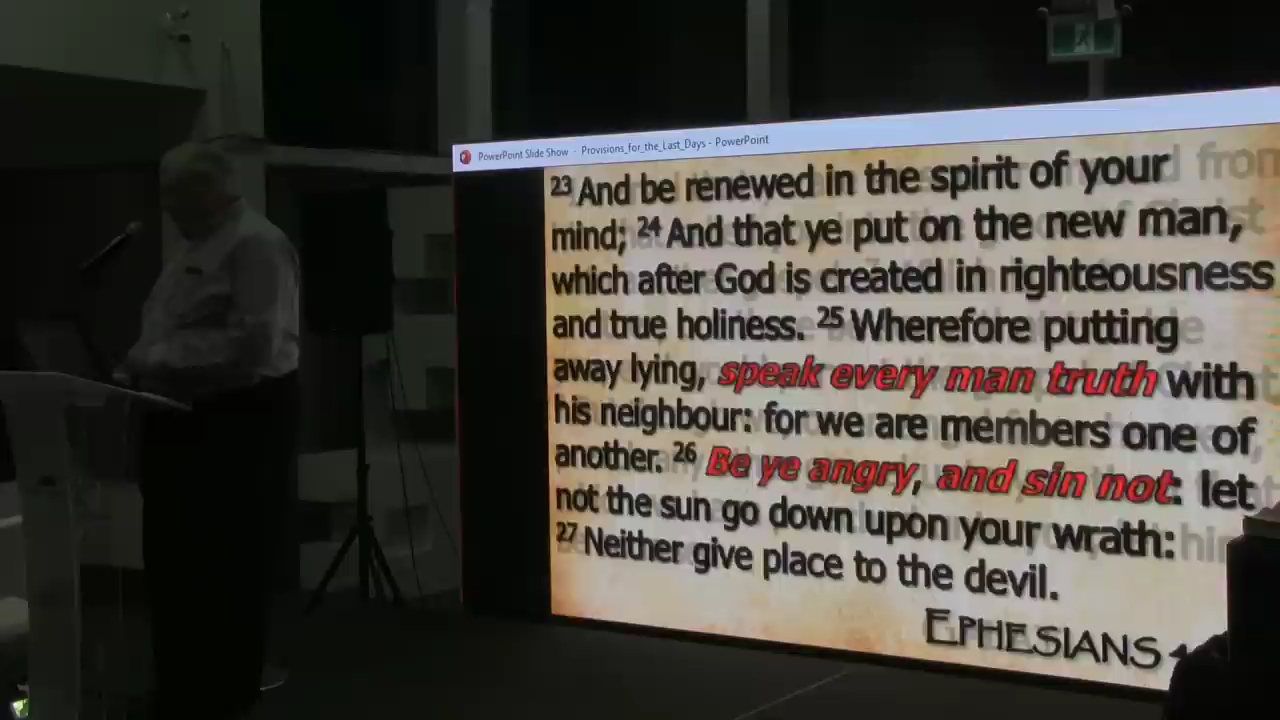 PowerPoint Slide Show - Provisions_for_the_Last_Days - PowerPoint
23 And be renewed in the spirit of your
mind; 24 And that ye put on the new man,
which after God is created in righteousness
and true holiness. 25 Wherefore putting
away lying, speak every man truth with
his neighbour: for we are members one of
another. 26 Be ye angry, and sin not: let
not the sun go down upon your wrath:
27 Neither give place to the devil.
EPHESIANS